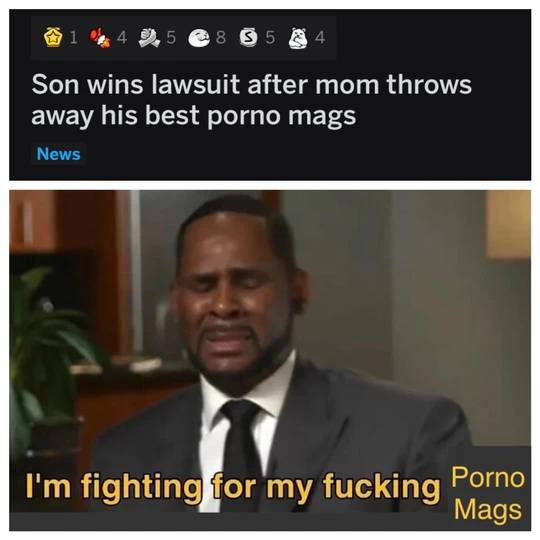 1 4 5 8 S 5 4
Son wins lawsuit after mom throws
away his best porno mags
News
I'm fighting for my fucking Porno
Mags